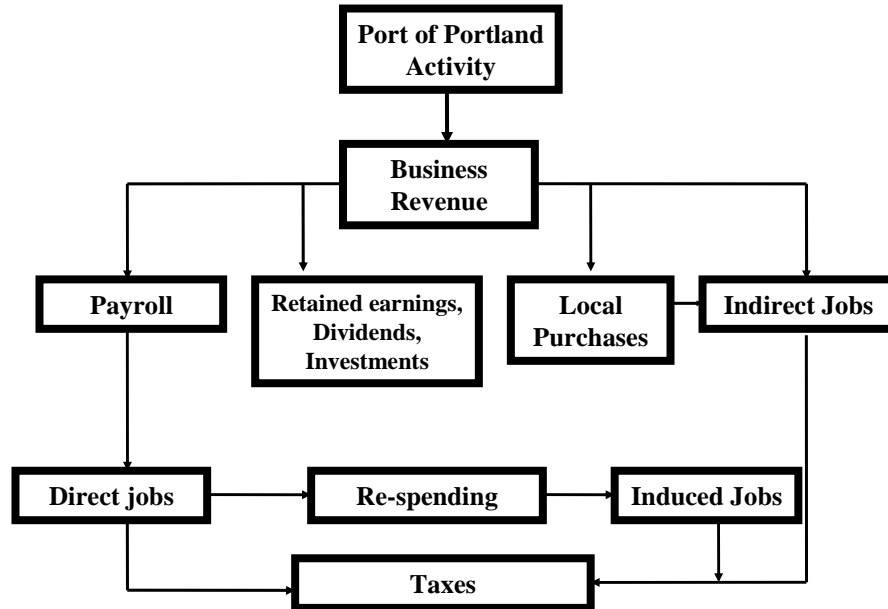 Port of Portland
Activity
Business
Revenue
Payroll
Retained earnings,
Dividends,
Investments
Local
Purchases
Indirect Jobs
Direct jobs
Re-spending
Induced Jobs
Taxes